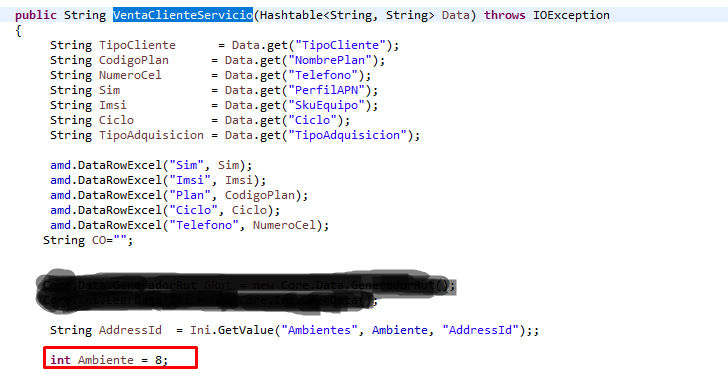 public String VentaClienteServicio(Hashtable<String, String> Data) throws IOException
{
String TipoCliente = Data.get("TipoCliente");
String CodigoPlan = Data.get("NombrePlan");
String NumeroCel = Data.get("Telefono");
String Sim = Data.get("PerfilAPN");
String Imsi = Data.get("SkuEquipo");
String Ciclo = Data.get("Ciclo");
String TipoAdquisicion = Data.get("TipoAdquisicion");
amd.DataRowExcel("Sim", Sim);
amd.DataRowExcel("Imsi", Imsi);
amd.DataRowExcel("Plan", CodigoPlan);
amd.DataRowExcel("Ciclo", Ciclo);
amd.DataRowExcel("Telefono", NumeroCel);
String CO="";
String AddressId = Ini.GetValue("Ambientes", Ambiente, "AddressId");;
int Ambiente = 8;